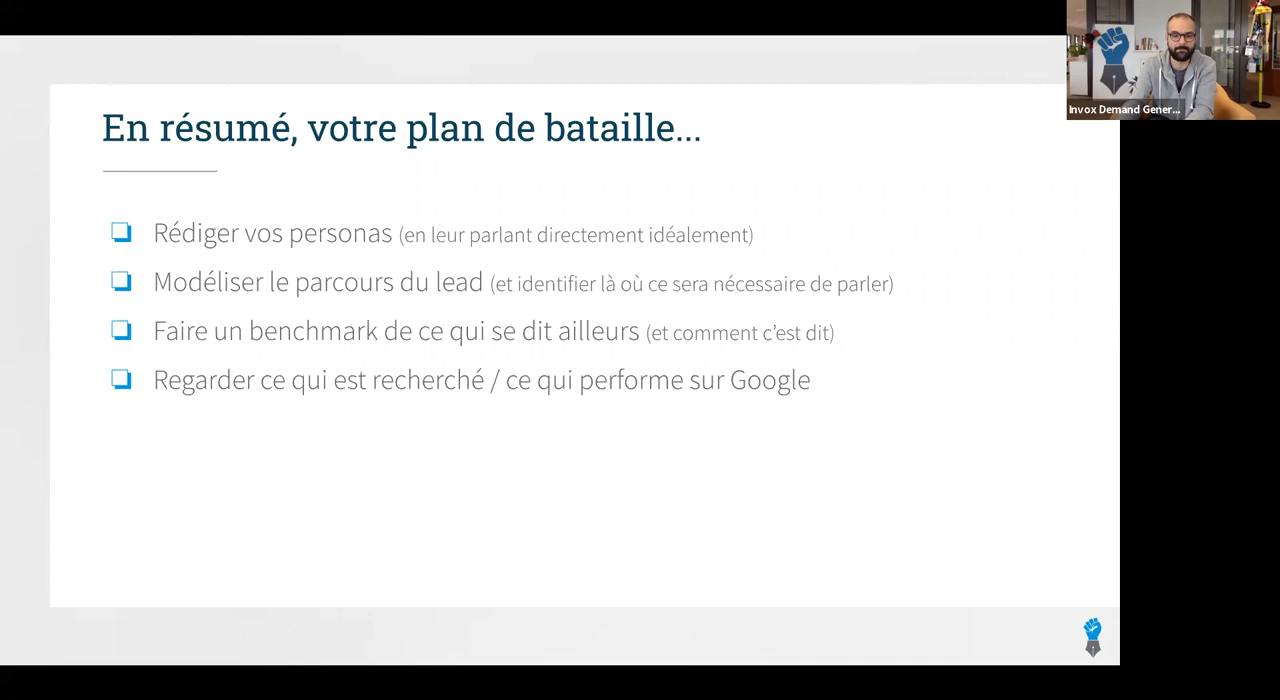 En résumé, votre plan de bataille...
Rédiger vos personas (en leur parlant directement idéalement)
Modéliser le parcours du lead (et identifier là où ce sera nécessaire de parler)
Faire un benchmark de ce qui se dit ailleurs (et comment c’est dit)
Regarder ce qui est recherché / ce qui performe sur Google
Invox Demand Gener...